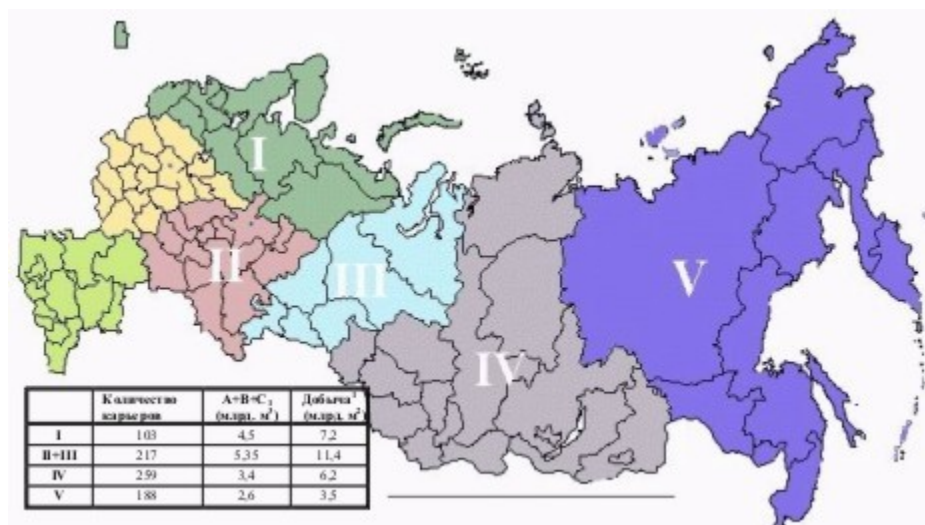 I
II
III
IV
V
Количество A+B+C₁ Добыча¹
карьеров (млрд. м³) (млрд. м³)
I 103 4,5 7,2
II+III 217 5,35 11,4
IV 259 3,4 6,2
V 188 2,6 3,5